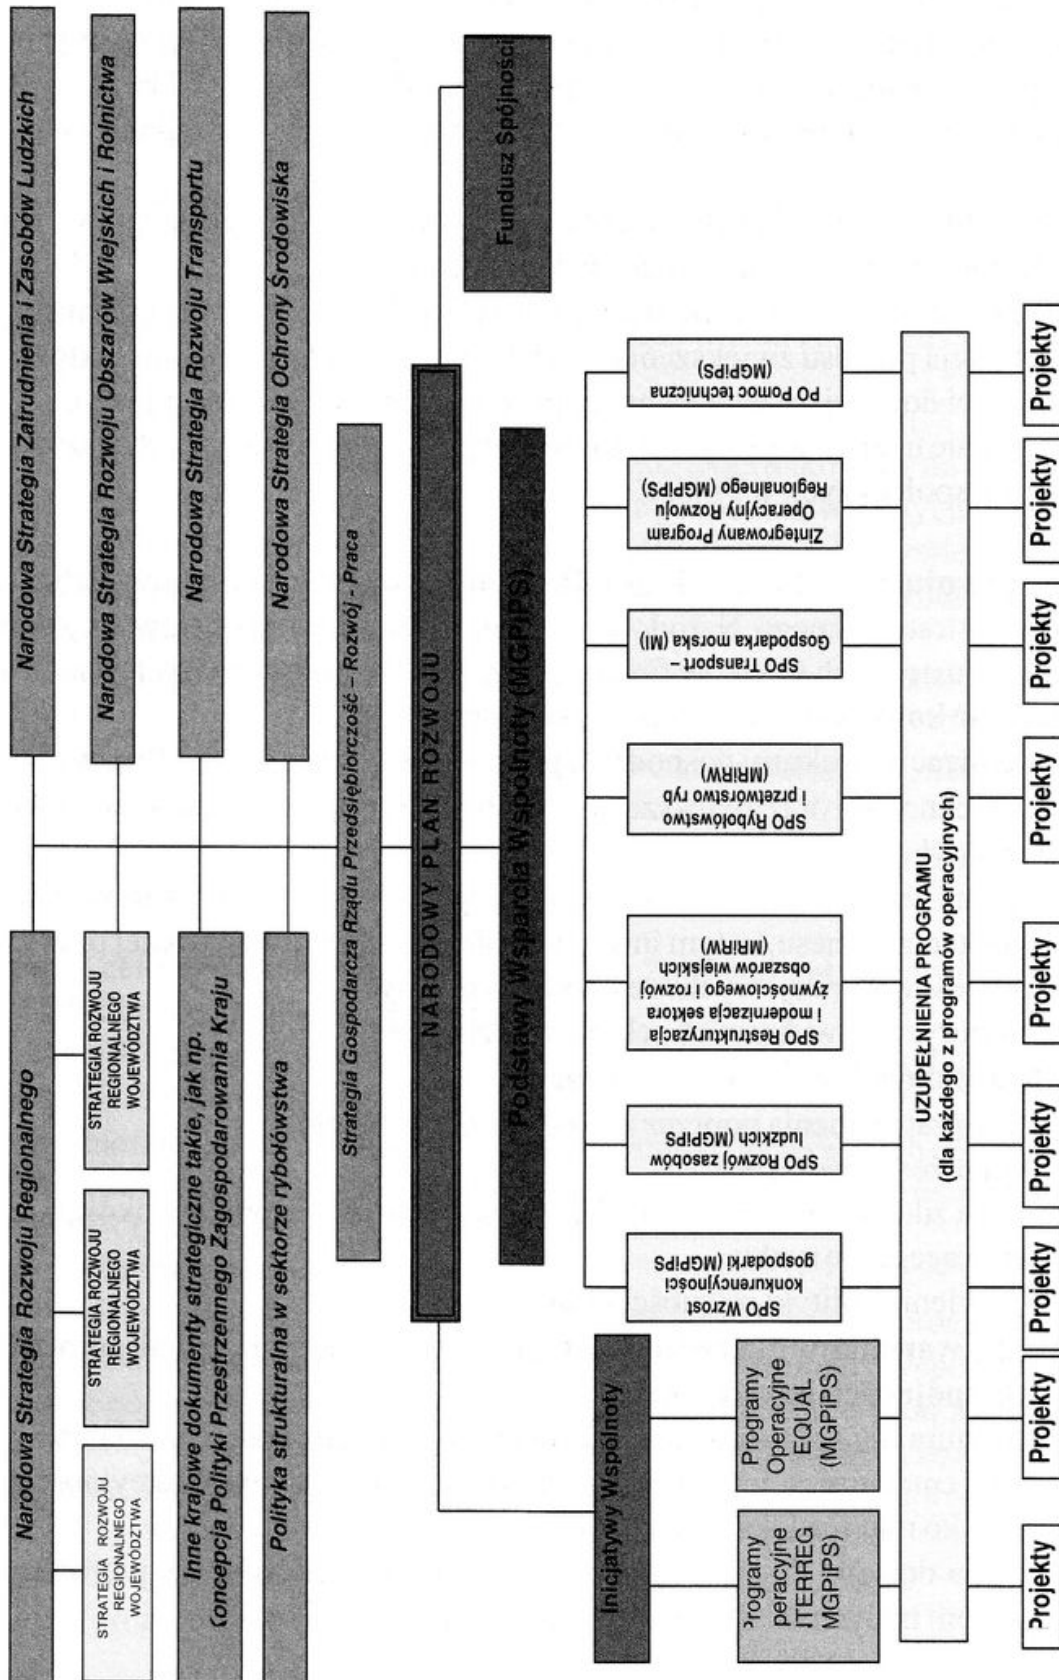 Narodowa Strategia Rozwoju Regionalnego
Narodowa Strategia Zatrudnienia i Zasobów Ludzkich
STRATEGIA ROZWOJU
REGIONALNEGO
WOJEWÓDZTWA
STRATEGIA ROZWOJU
REGIONALNEGO
WOJEWÓDZTWA
STRATEGIA ROZWOJU
REGIONALNEGO
WOJEWÓDZTWA
Narodowa Strategia Rozwoju Obszarów Wiejskich i Rolnictwa
Inne krajowe dokumenty strategiczne takie, jak np.
Koncepcja Polityki Przestrzennego Zagospodarowania Kraju
Narodowa Strategia Rozwoju Transportu
Polityka strukturalna w sektorze rybołówstwa
Narodowa Strategia Ochrony Środowiska
Strategia Gospodarcza Rządu Przedsiębiorczość – Rozwój - Praca
NARODOWY PLAN ROZWOJU
Fundusz Spójności
Podstawy Wsparcia Wspólnoty (MGPiPS)
Inicjatywy Wspólnoty
Programy
peracyjne
ITERREG
MGPiPS)
Programy
Operacyjne
EQUAL
(MGPiPS)
SPO Wzrost
konkurencyjności
gospodarki (MGPiPS
SPO Rozwój zasobów
ludzkich (MGPiPS
SPO Restrukturyzacja
i modernizacja sektora
żywnościowego i rozwój
obszarów wiejskich
(MRiRW)
SPO Rybołówstwo
i przetwórstwo ryb
(MRiRW)
SPO Transport –
Gospodarka morska (MI)
Zintegrowany Program
Operacyjny Rozwoju
Regionalnego (MGPiPS)
PO Pomoc techniczna
(MGPiPS)
UZUPEŁNIENIA PROGRAMU
(dla każdego z programów operacyjnych)
Projekty
Projekty
Projekty
Projekty
Projekty
Projekty
Projekty
Projekty
Projekty